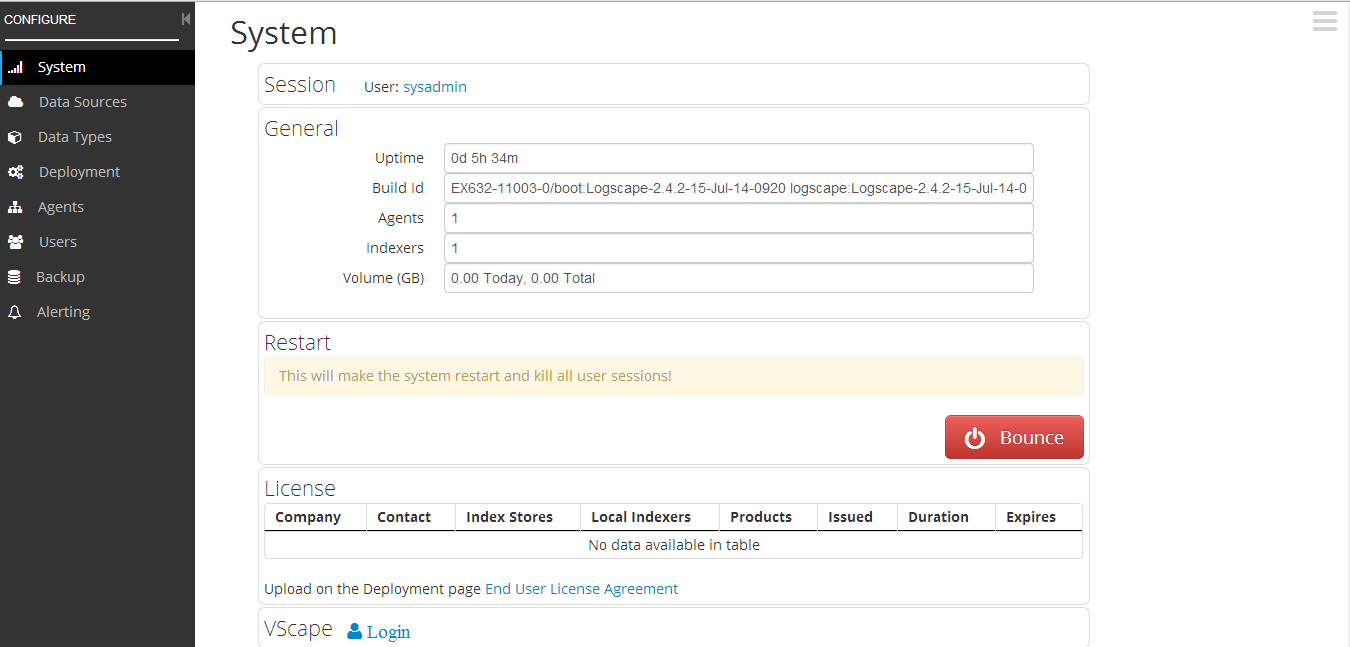 CONFIGURE
System
Data Sources
Data Types
Deployment
Agents
Users
Backup
Alerting
System
Session User: sysadmin
General
Uptime 0d 5h 34m
Build Id EX632-11003-0/boot:Logscape-2.4.2-15-Jul-14-0920 logscape:Logscape-2.4.2-15-Jul-14-0
Agents 1
Indexers 1
Volume (GB) 0.00 Today, 0.00 Total
Restart
This will make the system restart and kill all user sessions!
Bounce
License
Company Contact Index Stores Local Indexers Products Issued Duration Expires
No data available in table
Upload on the Deployment page End User License Agreement
VScape Login